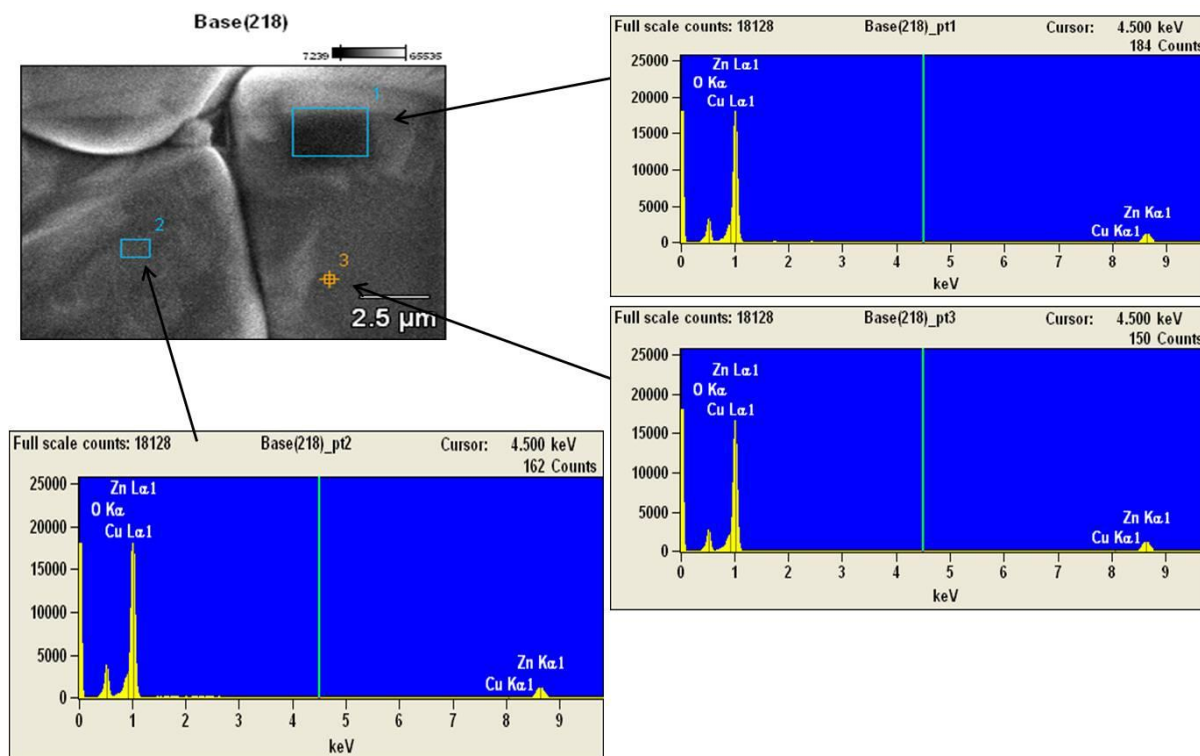 Base(218)
7239 65535
1
2
3
2.5 µm
Full scale counts: 18128 Base(218)_pt1 Cursor: 4.500 keV
184 Counts
25000
20000
15000
10000
5000
0
Zn Lα1
O Kα
Cu Lα1
Zn Kα1
Cu Kα1
0 1 2 3 4 5 6 7 8 9
keV
Full scale counts: 18128 Base(218)_pt3 Cursor: 4.500 keV
150 Counts
25000
20000
15000
10000
5000
0
Zn Lα1
O Kα
Cu Lα1
Zn Kα1
Cu Kα1
0 1 2 3 4 5 6 7 8 9
keV
Full scale counts: 18128 Base(218)_pt2 Cursor: 4.500 keV
162 Counts
25000
20000
15000
10000
5000
0
Zn Lα1
O Kα
Cu Lα1
Zn Kα1
Cu Kα1
0 1 2 3 4 5 6 7 8 9
keV